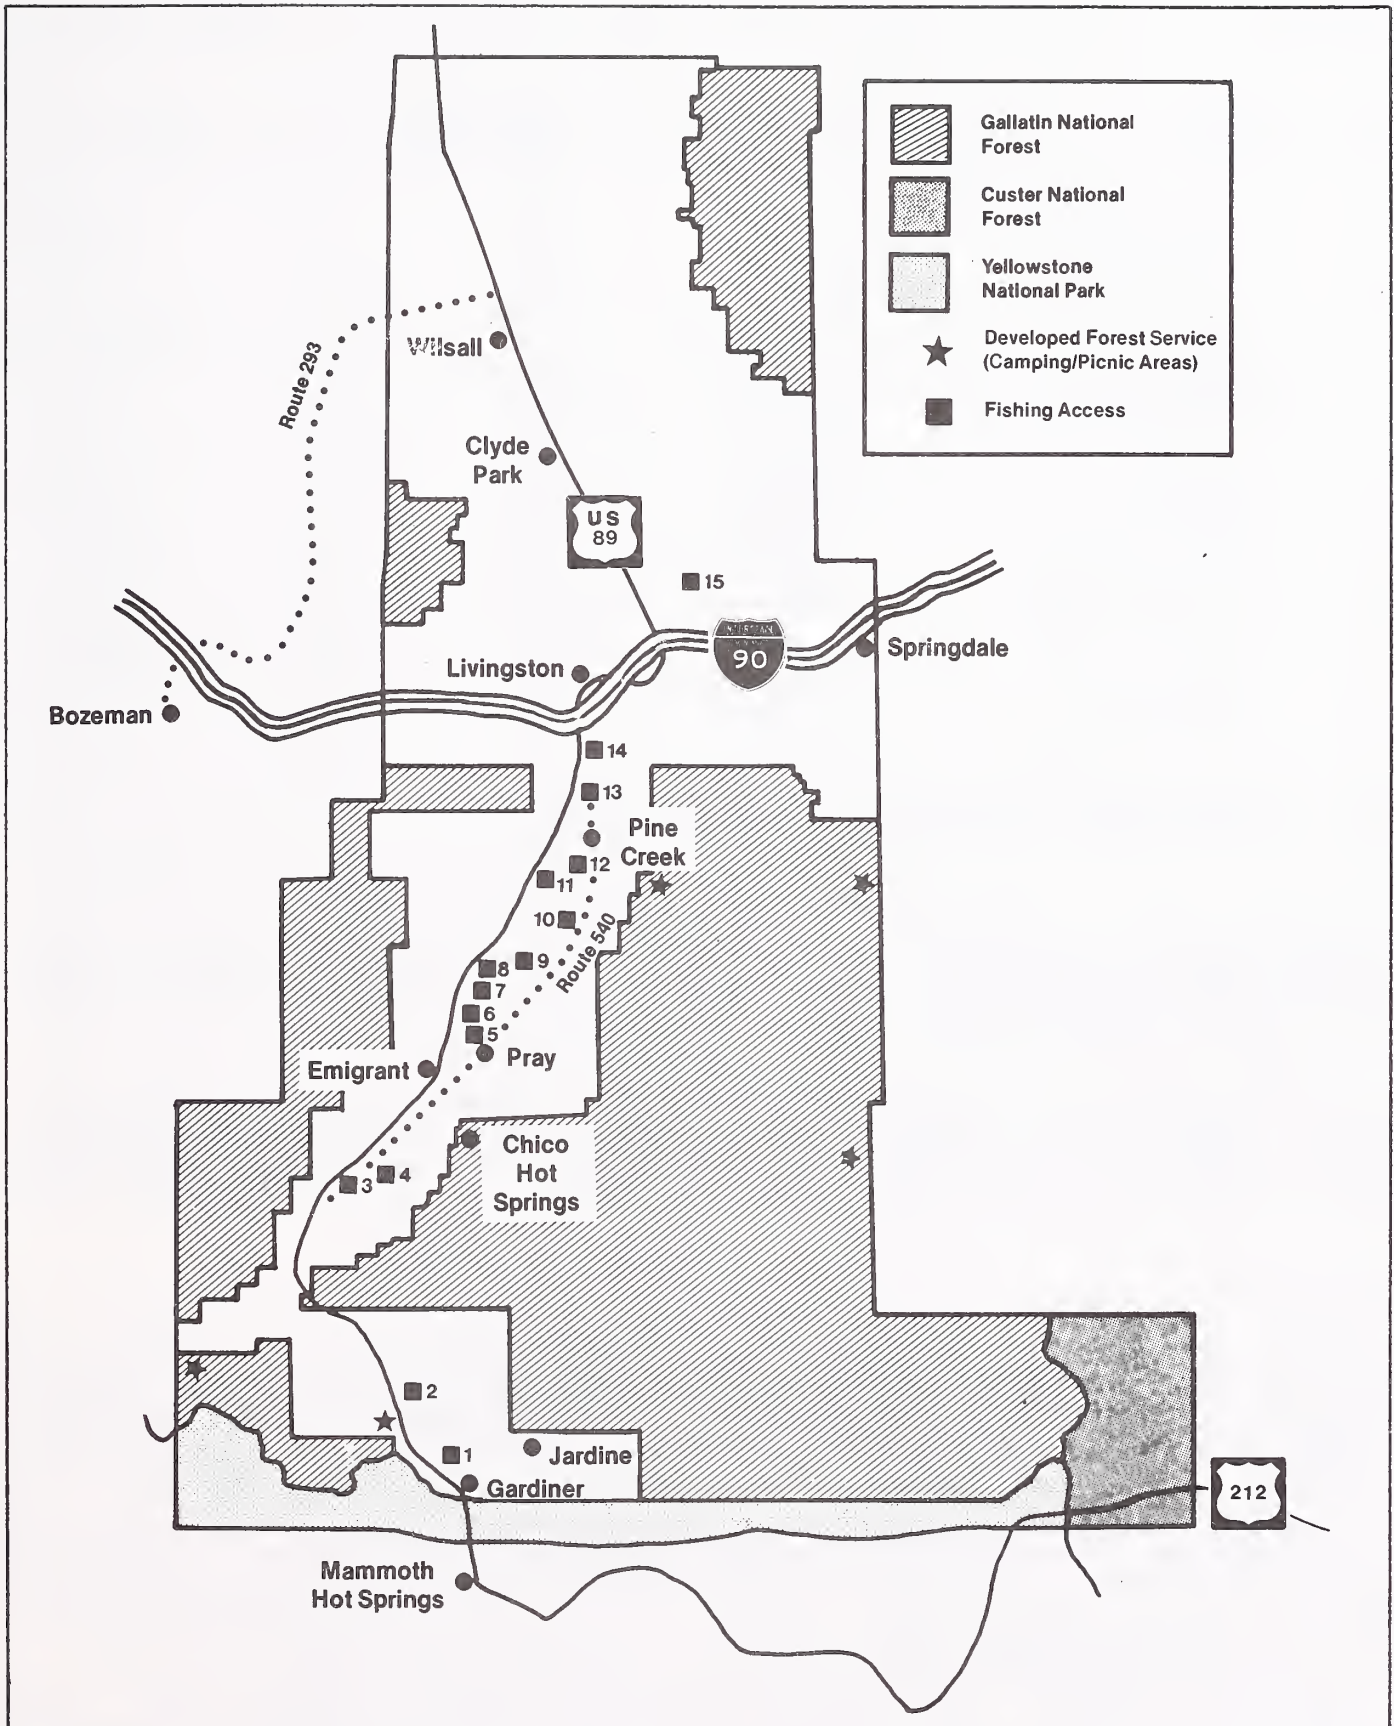 Gallatin National
Forest
Custer National
Forest
Yellowstone
National Park
Developed Forest Service
(Camping/Picnic Areas)
Fishing Access
Route 293
Wilsall
Clyde
Park
US
89
15
INTERSTATE
90
Springdale
Livingston
Bozeman
14
13
Pine
Creek
12
11
10
Route 540
9
8
7
6
5
Pray
Emigrant
Chico
Hot
Springs
4
3
2
1
Jardine
Gardiner
212
Mammoth
Hot Springs